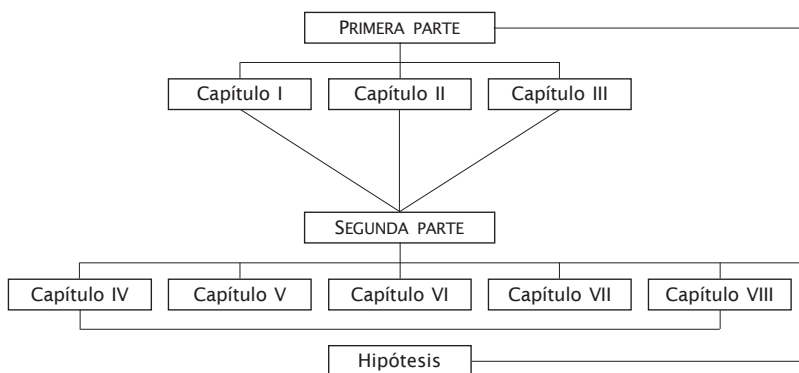 PRIMERA PARTE
Capítulo I Capítulo II Capítulo III
SEGUNDA PARTE
Capítulo IV Capítulo V Capítulo VI Capítulo VII Capítulo VIII
Hipótesis